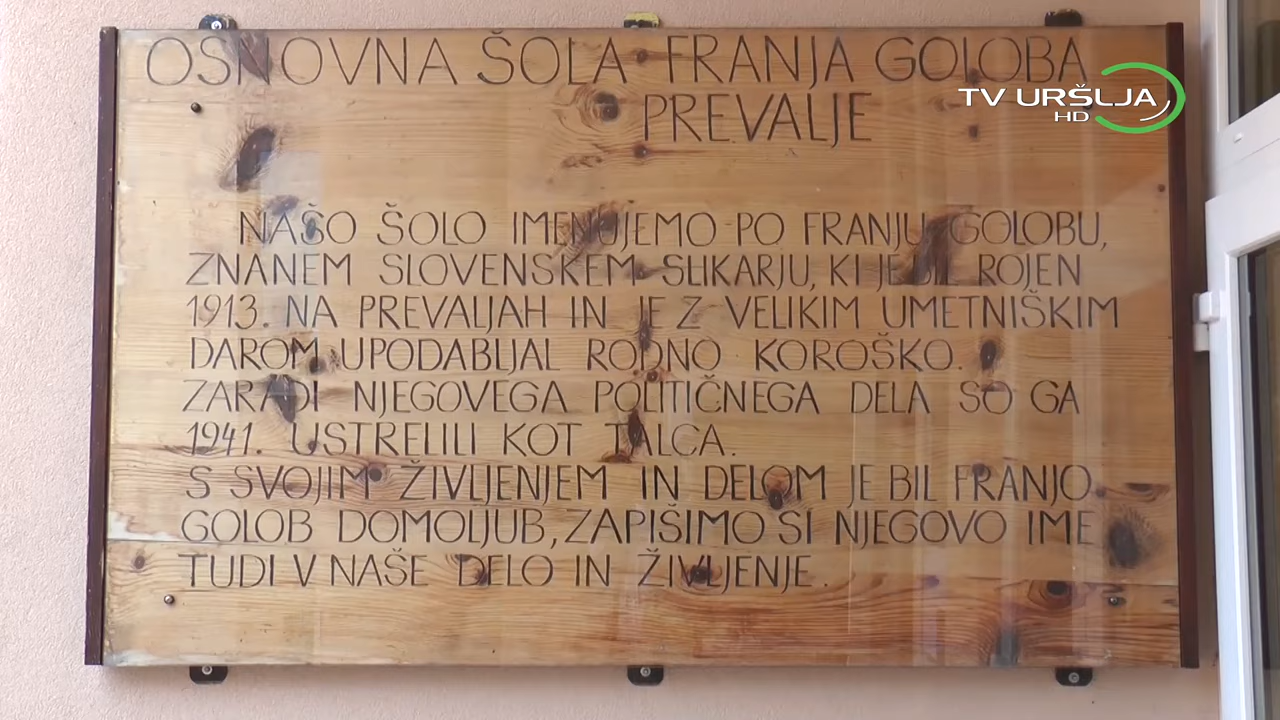 OSNOVNA ŠOLA FRANJA GOLOBA
PREVALJE
TV URŠLJA
HD
NAŠO ŠOLO IMENUJEMO PO FRANJU GOLOBU,
ZNANEM SLOVENSKEM SLIKARJU, KI JE BIL ROJEN
1913. NA PREVALJAH IN JE Z VELIKIM UMETNIŠKIM
DAROM UPODABLJAL RODNO KOROŠKO.
ZARADI NJEGOVEGA POLITIČNEGA DELA SO GA
1941. USTRELILI KOT TALCA.
S SVOJIM ŽIVLJENJEM IN DELOM JE BIL FRANJO
GOLOB DOMOLJUB, ZAPIŠIMO SI NJEGOVO IME
TUDI V NAŠE DELO IN ŽIVLJENJE.